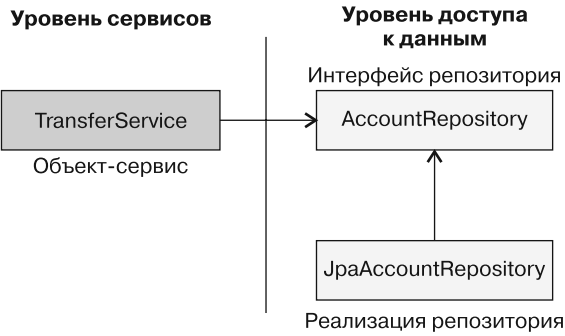 Уровень сервисов
Уровень доступа
к данным
Интерфейс репозитория
TransferService
AccountRepository
Объект-сервис
JpaAccountRepository
Реализация репозитория